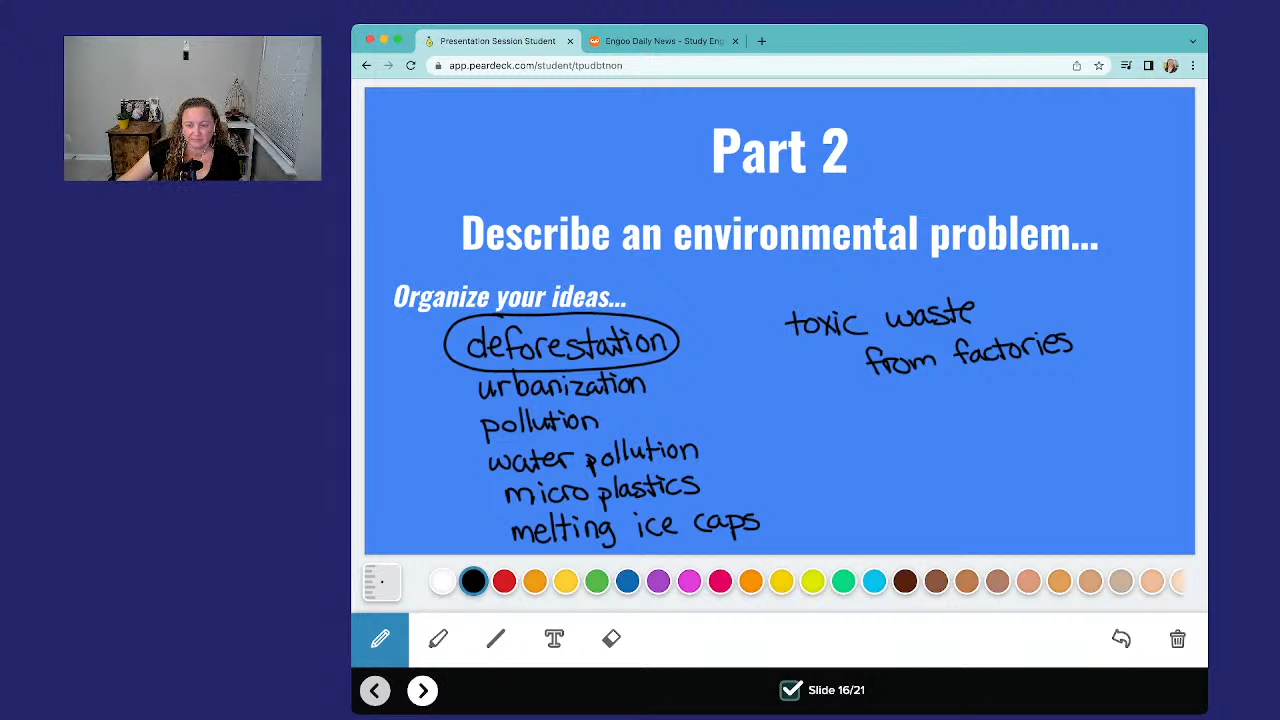 Presentation Session Student
Engoo Daily News - Study Eng
app.peardeck.com/student/tpudbtnon
Part 2
Describe an environmental problem...
Organize your ideas...
deforestation
urbanization
pollution
water pollution
micro plastics
melting ice caps
toxic waste
from factories
T
Slide 16/21